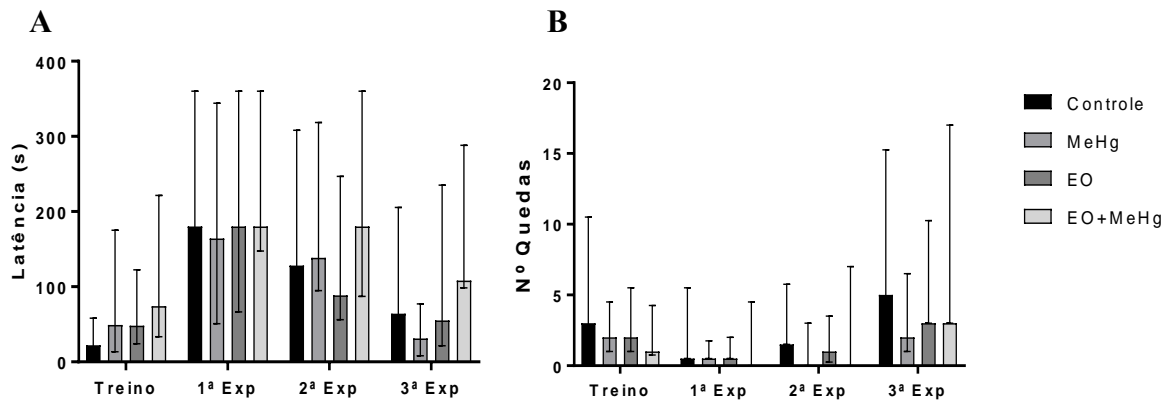 A
B
Latência (s)
400
300
200
100
0
Treino 1ª Exp 2ª Exp 3ª Exp
Nº Quedas
20
15
10
5
0
Treino 1ª Exp 2ª Exp 3ª Exp
Controle
MeHg
EO
EO+MeHg